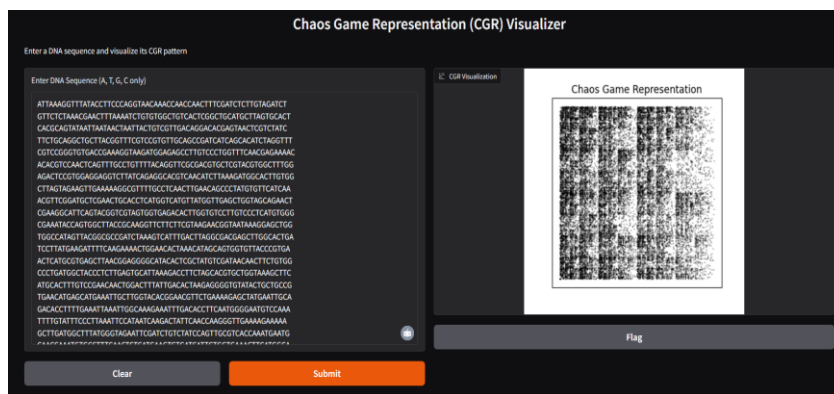 Chaos Game Representation (CGR) Visualizer
Enter a DNA sequence and visualize its CGR pattern
Enter DNA Sequence (A, T, G, C only)
ATTAAAGGTTTATACCTTCCCAGGTAACAAACCAACCAACTTTCGATCTCTTGTAGATCT
GTTCTCTAAACGAACTTTAAAATCTGTGTGGCTGTCACTCGGCTGCATGCTTAGTGCACT
CACGCAGTATAATTAATAACTAATTACTGTCGTTGACAGGACACGAGTAACTCGTCTATC
TTCTGCAGGCTGCTTACGGTTTCGTCCGTGTTGCAGCCGATCATCAGCACATCTAGGTTT
CGTCCGGGTGTGACCGAAAGGTAAGATGGAGAGCCTTGTCCCTGGTTTCAACGAGAAAAC
ACACGTCCAACTCAGTTTGCCTGTTTTACAGGTTCGCGACGTGCTCGTACGTGGCTTTGG
AGACTCCGTGGAGGAGGTCTTATCAGAGGCACGTCAACATCTTAAAGATGGCACTTGTGG
CTTAGTAGAAGTTGAAAAAGGCGTTTTGCCTCAACTTGAACAGCCCTATGTGTTCATCAA
ACGTTCGGATGCTCGAACTGCACCTCATGGTCATGTTATGGTTGAGCTGGTAGCAGAACT
CGAAGGCATTCAGTACGGTCGTAGTGGTGAGACACTTGGTGTCCTTGTCCCTCATGTGGG
CGAAATACCAGTGGCTTACCGCAAGGTTCTTCTTCGTAAGAACGGTAATAAAGGAGCTGG
TGGCCATAGTTACGGCGCCGATCTAAAGTCATTTGACTTAGGCGACGAGCTTGGCACTGA
TCCTTATGAAGATTTTCAAGAAAACTGGAACACTAAACATAGCAGTGGTGTTACCCGTGA
ACTCATGCGTGAGCTTAACGGAGGGGCATACACTCGCTATGTCGATAACAACTTCTGTGG
CCCTGATGGCTACCCTCTTGAGTGCATTAAAGACCTTCTAGCACGTGCTGGTAAAGCTTC
ATGCACTTTGTCCGAACAACTGGACTTTATTGACACTAAGAGGGGTGTATACTGCTGCCG
TGAACATGAGCATGAAATTGCTTGGTACACGGAACGTTCTGAAAAGAGCTATGAATTGCA
GACACCTTTTGAAATTAAATTGGCAAAGAAATTTGACACCTTCAATGGGGAATGTCCAAA
TTTTGTATTTCCCTTAAATTCCATAATCAAGACTATTCAACCAAGGGTTGAAAAGAAAAA
GCTTGATGGCTTTATGGGTAGAATTCGATCTGTCTATCCAGTTGCGTCACCAAATGAATG
CGR Visualization
Chaos Game Representation
Flag
Clear
Submit